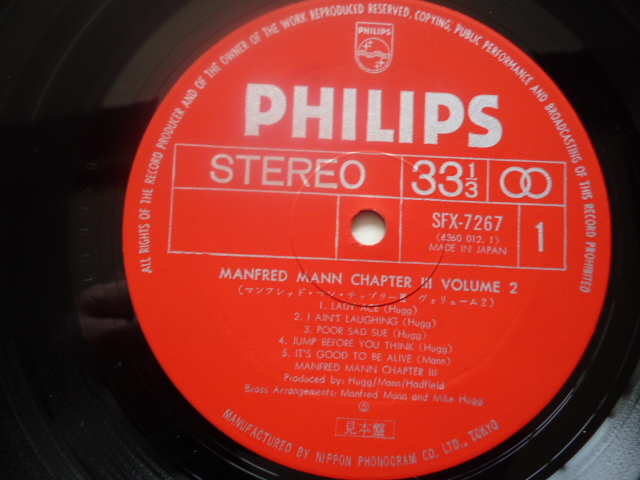 ALL RIGHTS OF THE RECORD PRODUCER AND OF THE OWNER OF THE WORK REPRODUCED RESERVED. COPYING, PUBLIC PERFORMANCE AND BROADCASTING OF THIS RECORD PROHIBITED
PHILIPS
PHILIPS
STEREO 33 1/3
SFX-7267
(6360 012. 1)
MADE IN JAPAN
1
MANFRED MANN CHAPTER III VOLUME 2
(マンフレッド・マン・チャプターⅢ ヴォリューム2)
1. LADY ACE (Hugg)
2. I AIN'T LAUGHING (Hugg)
3. POOR SAD SUE (Hugg)
4. JUMP BEFORE YOU THINK (Hugg)
5. IT'S GOOD TO BE ALIVE (Mann)
MANFRED MANN CHAPTER III
Produced by: Hugg/Mann/Hadfield
Brass Arrangements: Manfred Mann and Mike Hugg
見本盤
MANUFACTURED BY NIPPON PHONOGRAM CO., LTD., TOKYO